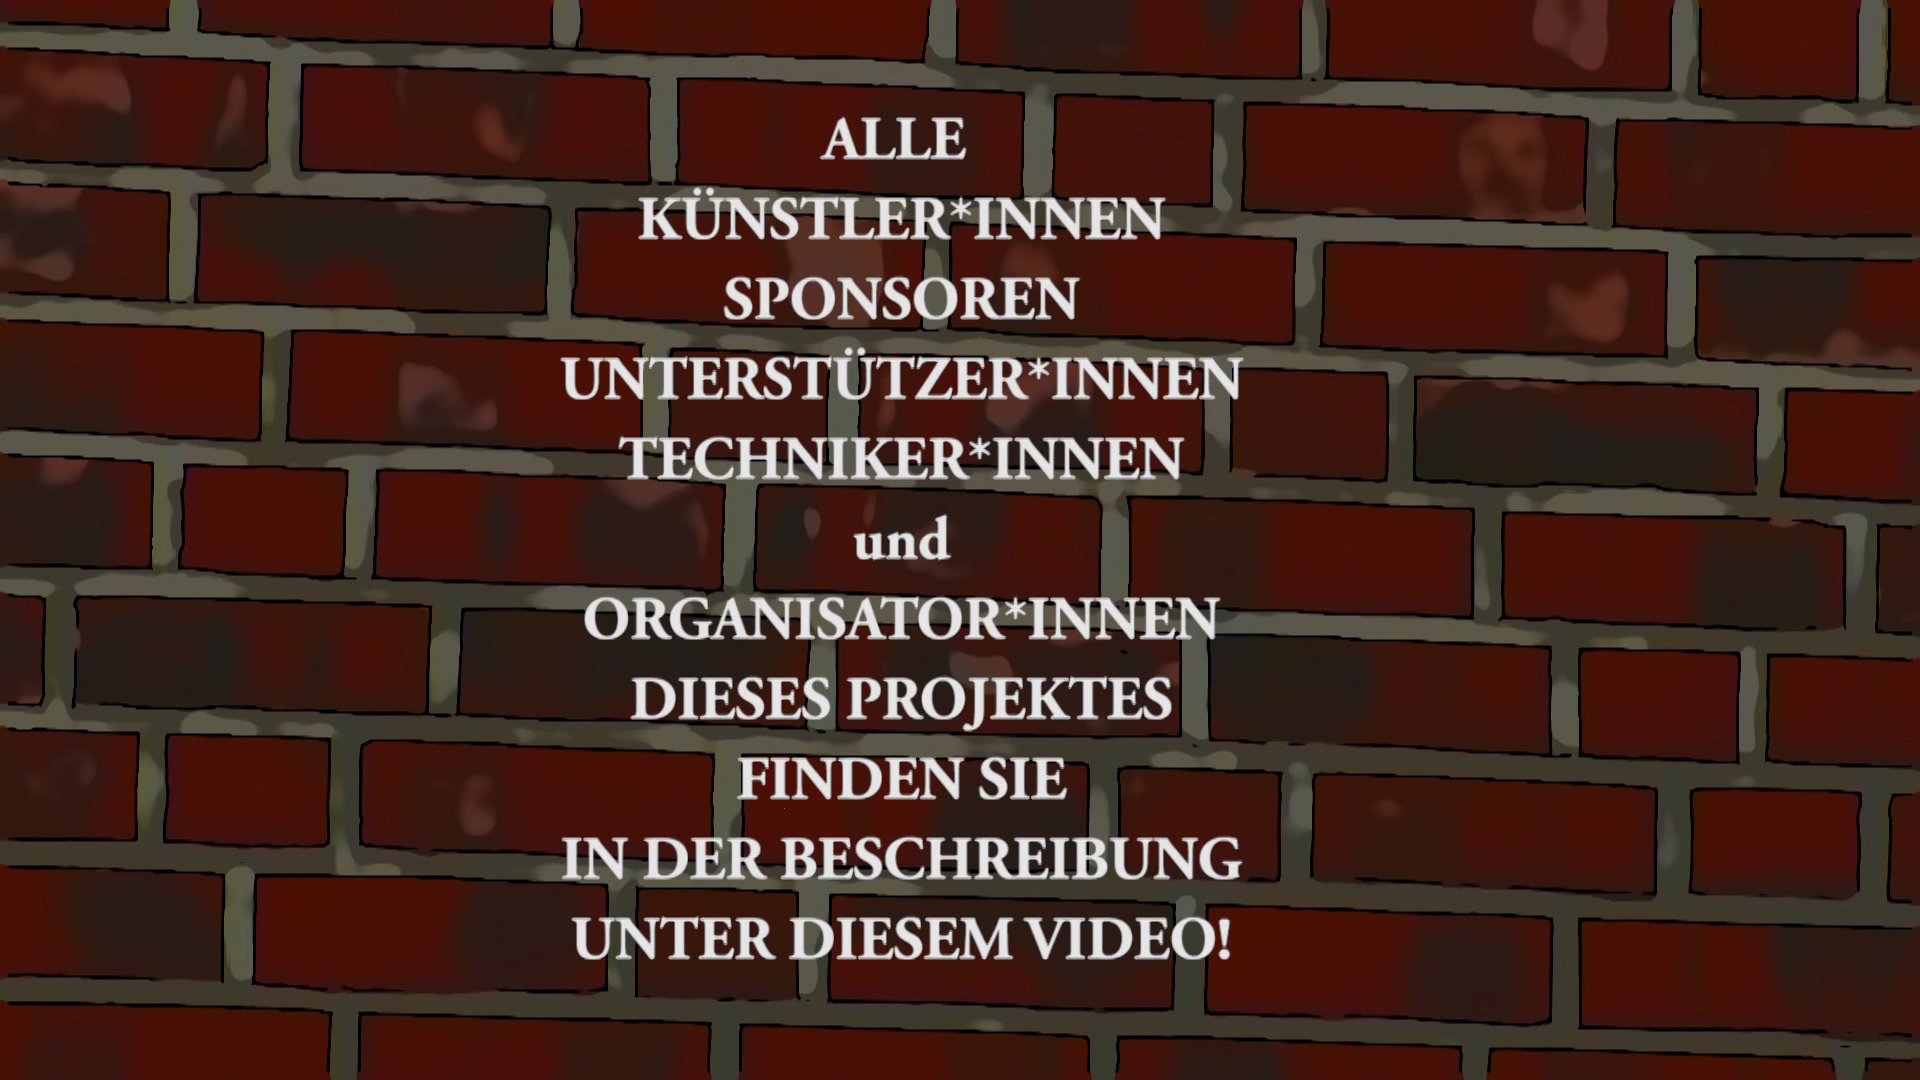 ALLE
KÜNSTLER*INNEN
SPONSOREN
UNTERSTÜTZER*INNEN
TECHNIKER*INNEN
und
ORGANISATOR*INNEN
DIESES PROJEKTES
FINDEN SIE
IN DER BESCHREIBUNG
UNTER DIESEM VIDEO!